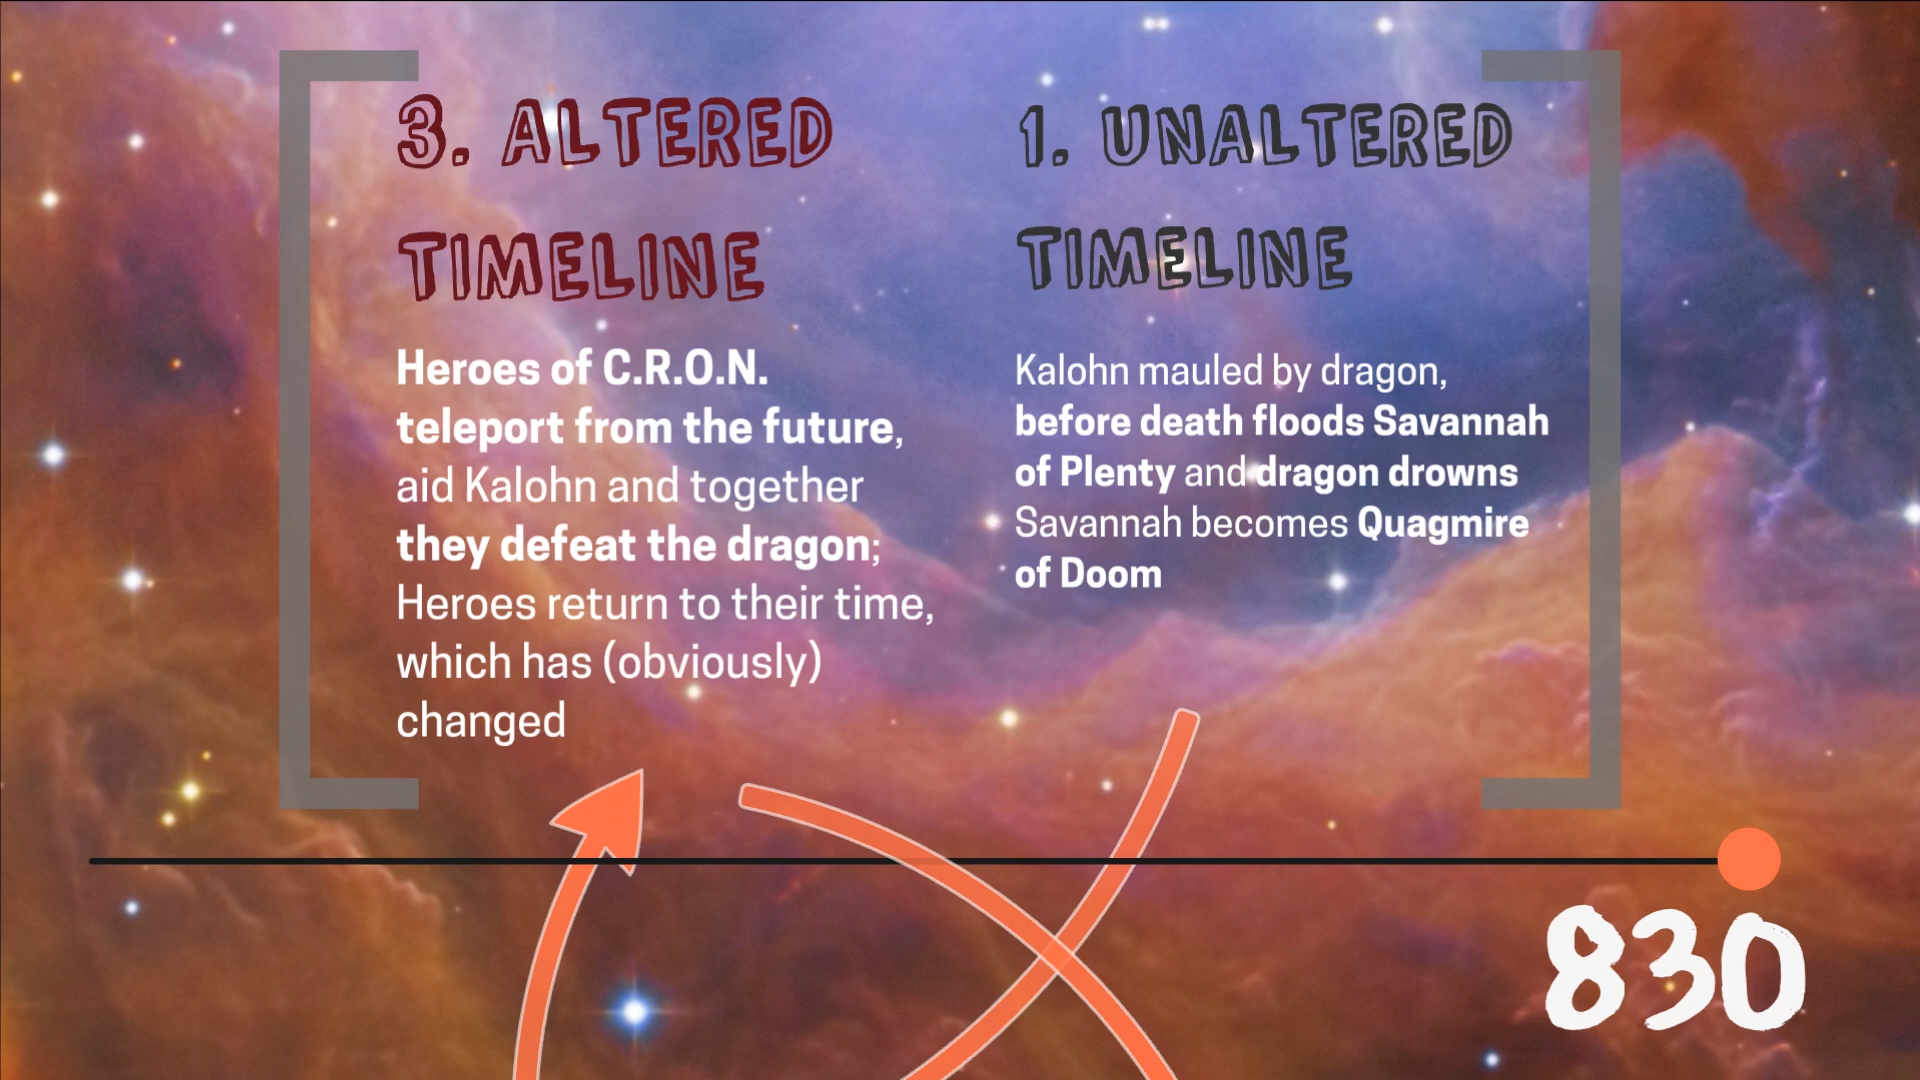 3. ALTERED
TIMELINE
Heroes of C.R.O.N.
teleport from the future,
aid Kalohn and together
they defeat the dragon;
Heroes return to their time,
which has (obviously)
changed
1. UNALTERED
TIMELINE
Kalohn mauled by dragon,
before death floods Savannah
of Plenty and dragon drowns
Savannah becomes Quagmire
of Doom
830